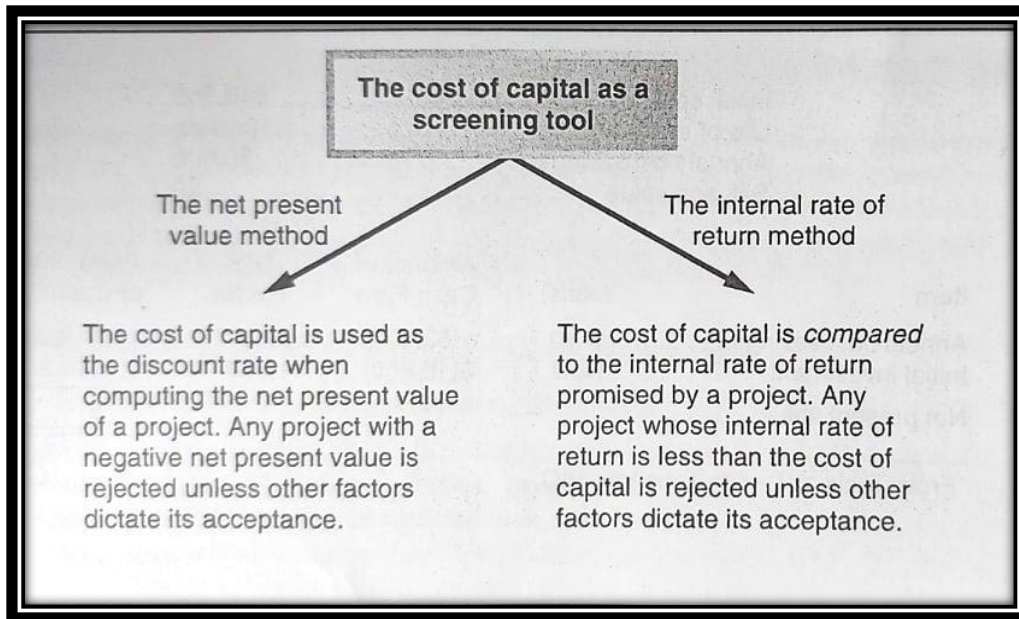 The cost of capital as a
screening tool
The net present
value method
The internal rate of
return method
The cost of capital is used as
the discount rate when
computing the net present value
of a project. Any project with a
negative net present value is
rejected unless other factors
dictate its acceptance.
The cost of capital is compared
to the internal rate of return
promised by a project. Any
project whose internal rate of
return is less than the cost of
capital is rejected unless other
factors dictate its acceptance.